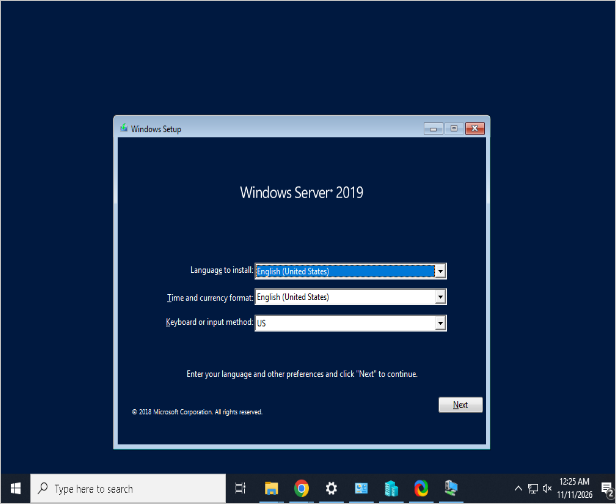 Windows Setup
Windows Server® 2019
Language to install: English (United States)
Time and currency format: English (United States)
Keyboard or input method: US
Enter your language and other preferences and click "Next" to continue.
© 2018 Microsoft Corporation. All rights reserved.
Next
Type here to search
12:25 AM
11/11/2026
2